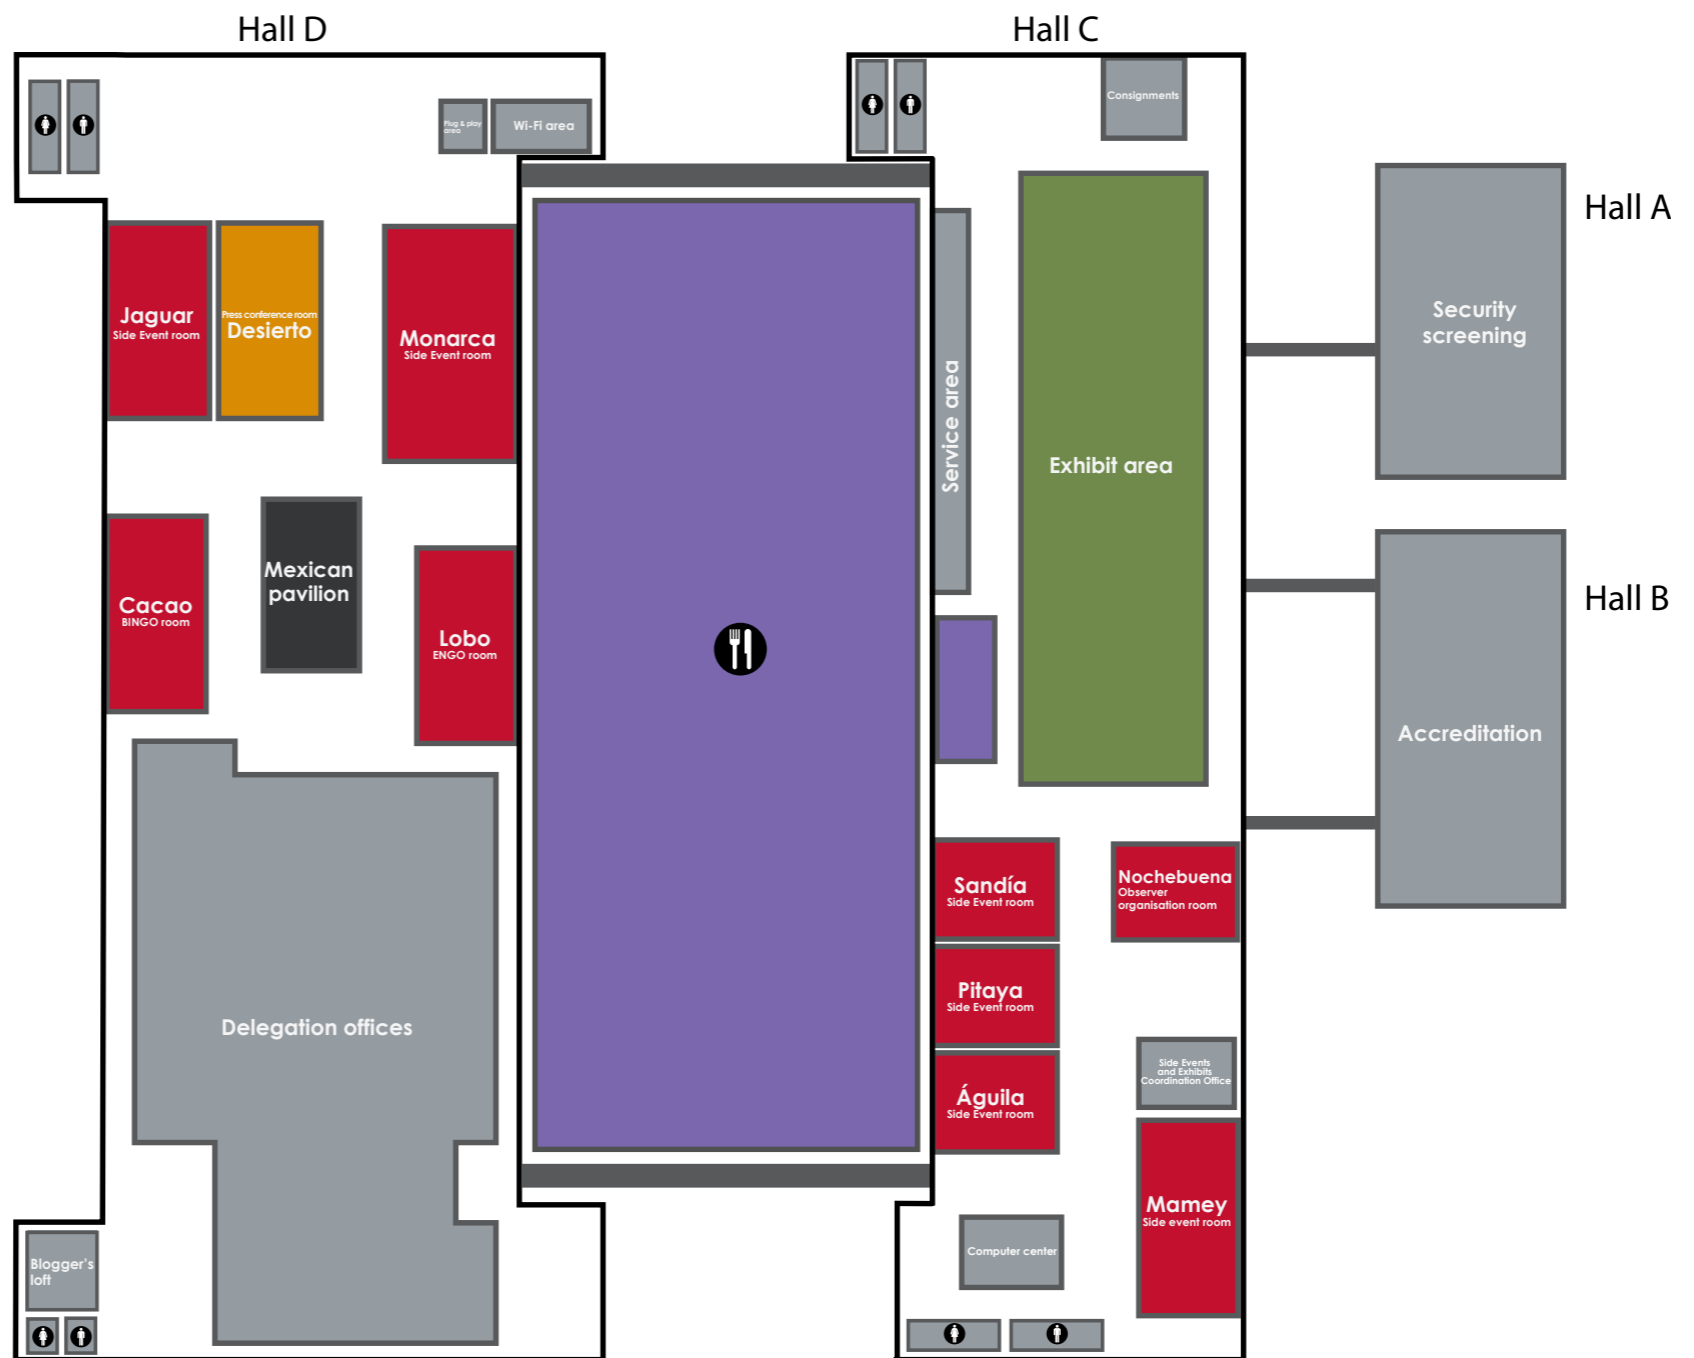 Hall D
Hall C
Plug & play
area
Wi-Fi area
Consignments
Hall A
Jaguar
Side Event room
Press conference room
Desierto
Monarca
Side Event room
Service area
Exhibit area
Security
screening
Mexican
pavilion
Cacao
BINGO room
Lobo
ENGO room
Hall B
Accreditation
Sandía
Side Event room
Nochebuena
Observer
organisation room
Pitaya
Side Event room
Delegation offices
Side Events
and Exhibits
Coordination Office
Águila
Side Event room
Mamey
Side event room
Computer center
Blogger's
loft